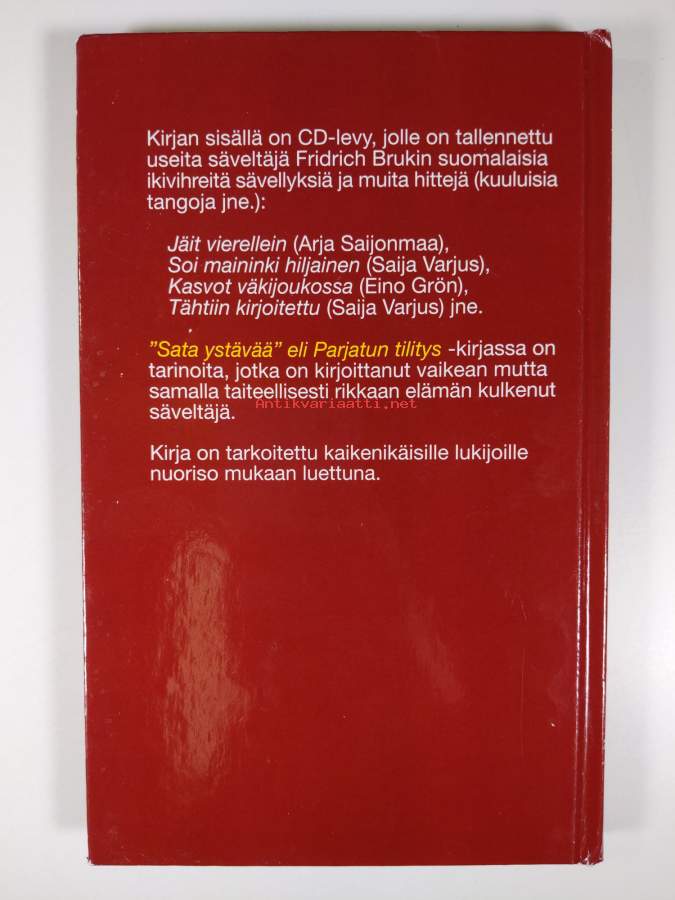 Kirjan sisällä on CD-levy, jolle on tallennettu
useita säveltäjä Fridrich Brukin suomalaisia
ikivihreitä sävellyksiä ja muita hittejä (kuuluisia
tangoja jne.):
Jäit vierellein (Arja Saijonmaa),
Soi maininki hiljainen (Saija Varjus),
Kasvot väkijoukossa (Eino Grön),
Tähtiin kirjoitettu (Saija Varjus) jne.
”Sata ystävää” eli Parjatun tilitys -kirjassa on
tarinoita, jotka on kirjoittanut vaikean mutta
samalla taiteellisesti rikkaan elämän kulkenut
Antikvariaatti.net
säveltäjä.
Kirja on tarkoitettu kaikenikäisille lukijoille
nuoriso mukaan luettuna.